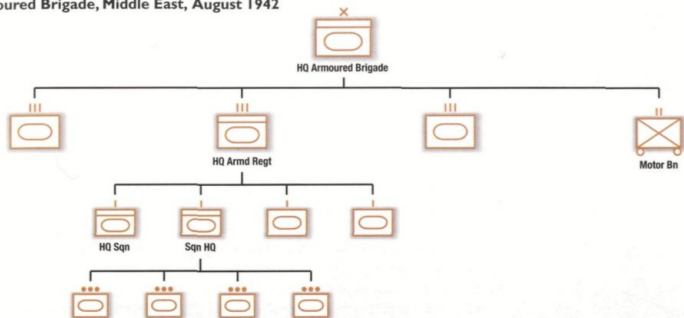 oured Brigade, Middle East, August 1942
HQ Armoured Brigade
HQ Armd Regt
Motor Bn
HQ Sqn
Sqn HQ